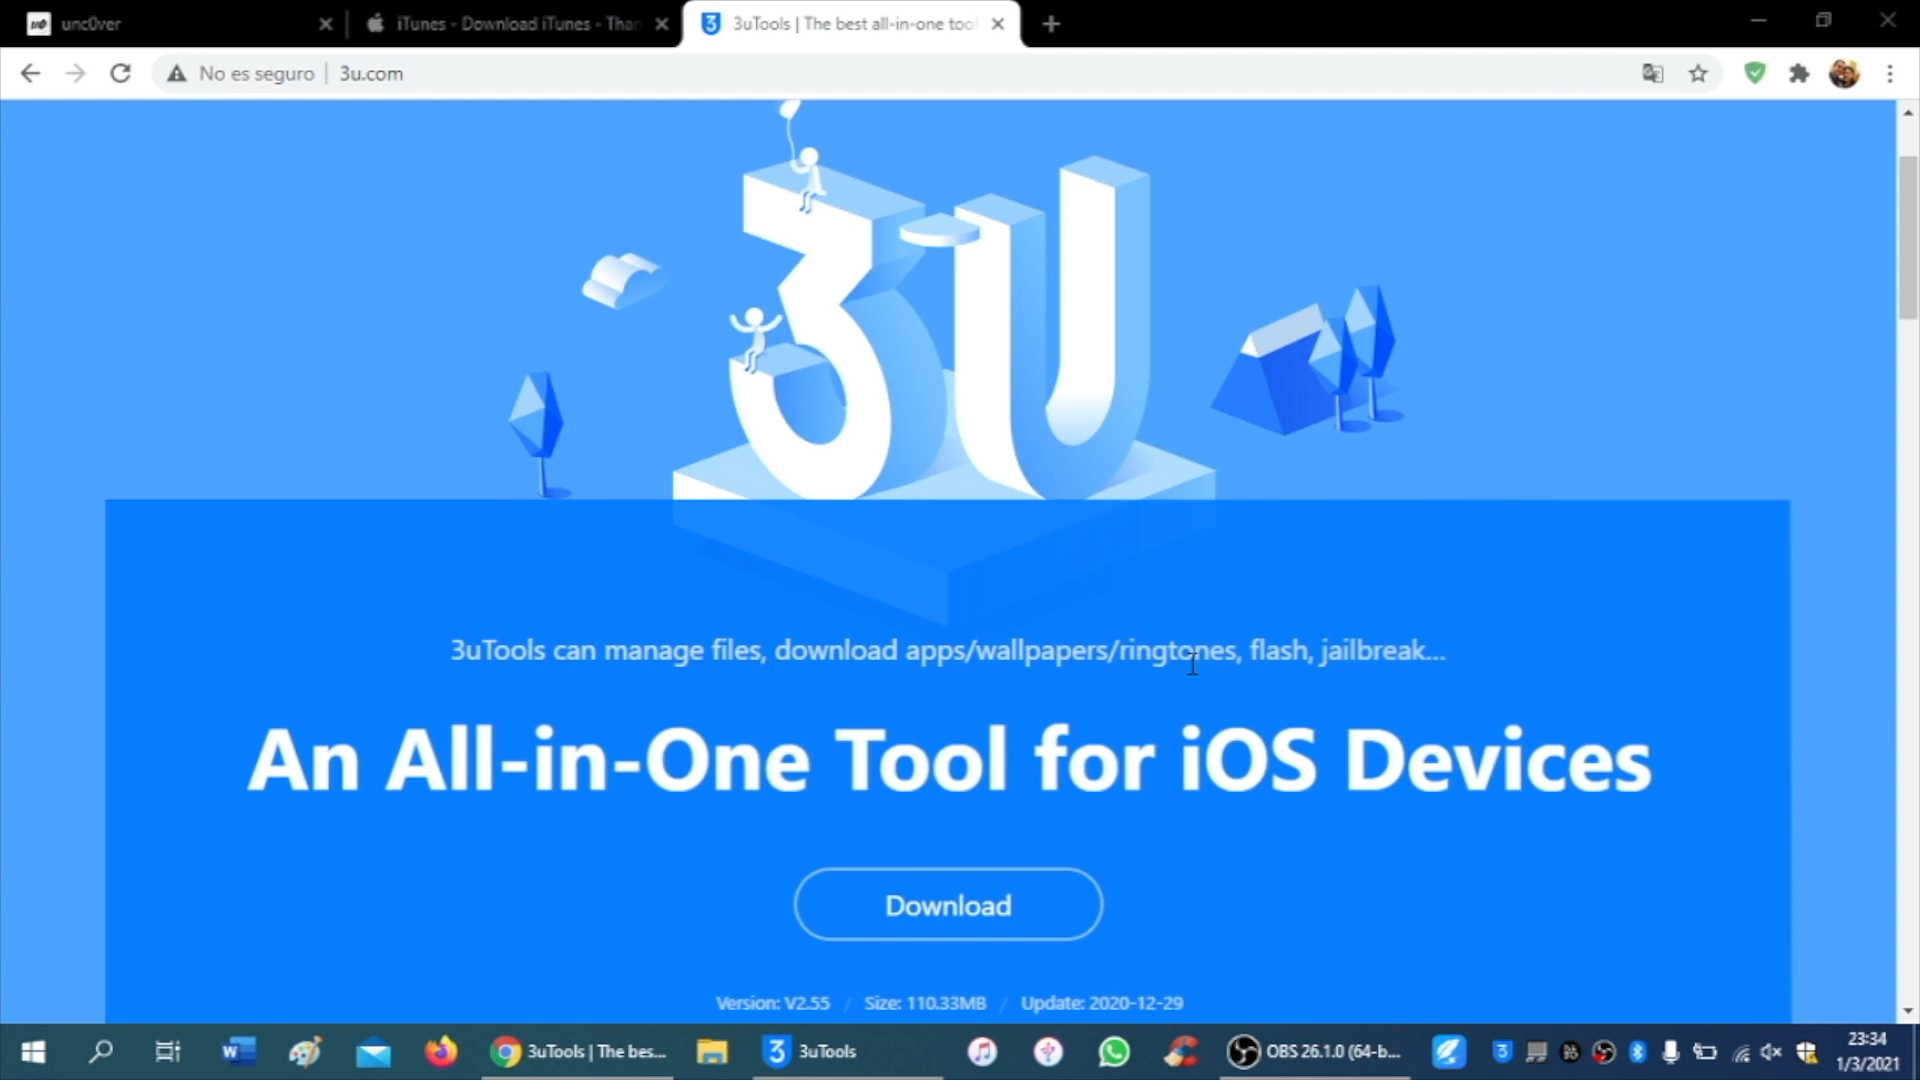 unc0ver
iTunes - Download iTunes - Than
3uTools | The best all-in-one tool
No es seguro | 3u.com
3U
3uTools can manage files, download apps/wallpapers/ringtones, flash, jailbreak...
An All-in-One Tool for iOS Devices
Download
Version: V2.55 / Size: 110.33MB / Update: 2020-12-29
3uTools | The bes...
3uTools
OBS 26.1.0 (64-b...
23:34
1/3/2021